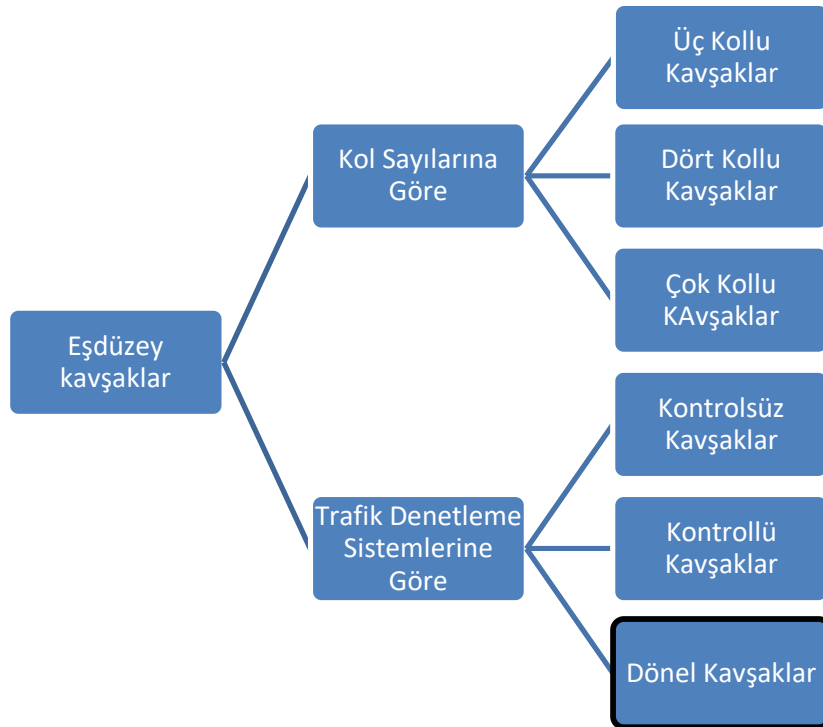 Üç Kollu
Kavşaklar
Kol Sayılarına
Göre
Dört Kollu
Kavşaklar
Çok Kollu
KAvşaklar
Eşdüzey
kavşaklar
Kontrolsüz
Kavşaklar
Trafik Denetleme
Sistemlerine
Göre
Kontrollü
Kavşaklar
Dönel Kavşaklar